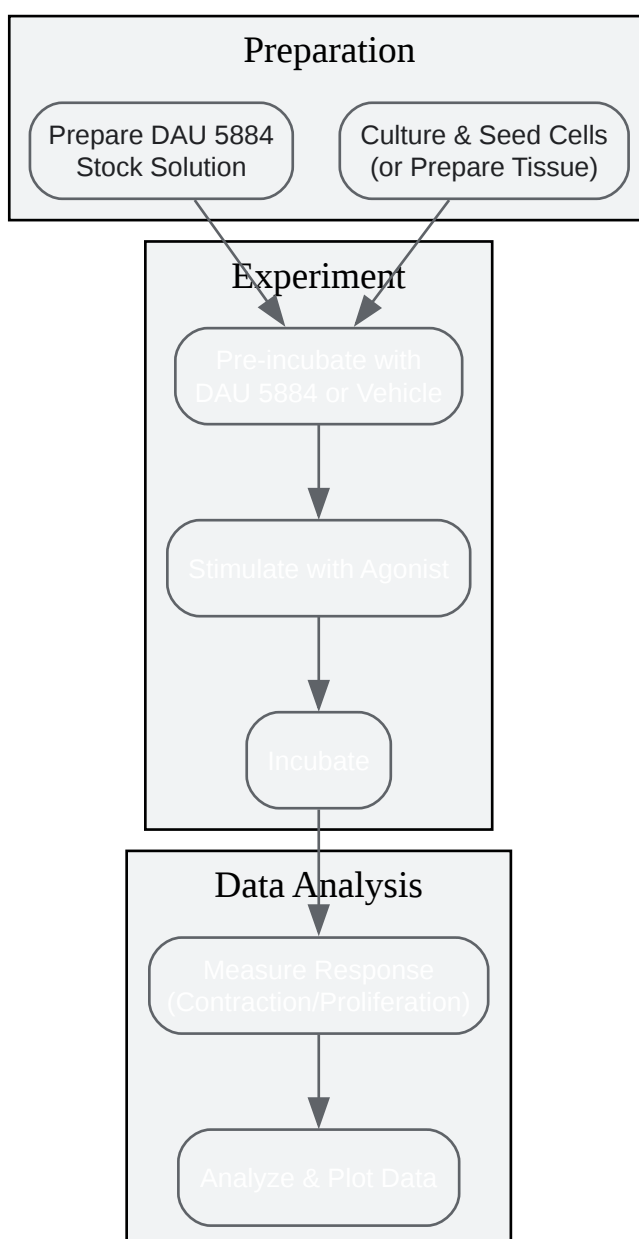 Preparation
Prepare DAU 5884
Stock Solution
Culture & Seed Cells
(or Prepare Tissue)
Experiment
Pre-incubate with
DAU 5884 or Vehicle
Stimulate with Agonist
Incubate
Data Analysis
Measure Response
(Contraction/Proliferation)
Analyze & Plot Data